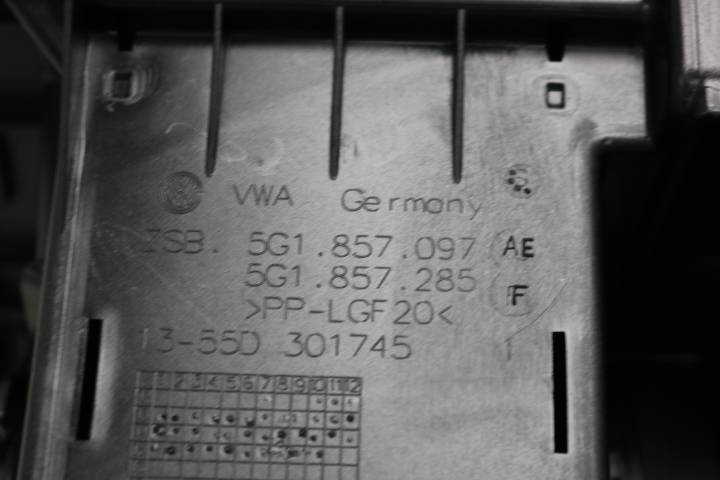 VWA Germany
ZSB. 5G1.857.097 AE
5G1.857.285 F
>PP-LGF20<
13-55D 301745 1
1 2 3 4 5 6 7 8 9 10 11 12